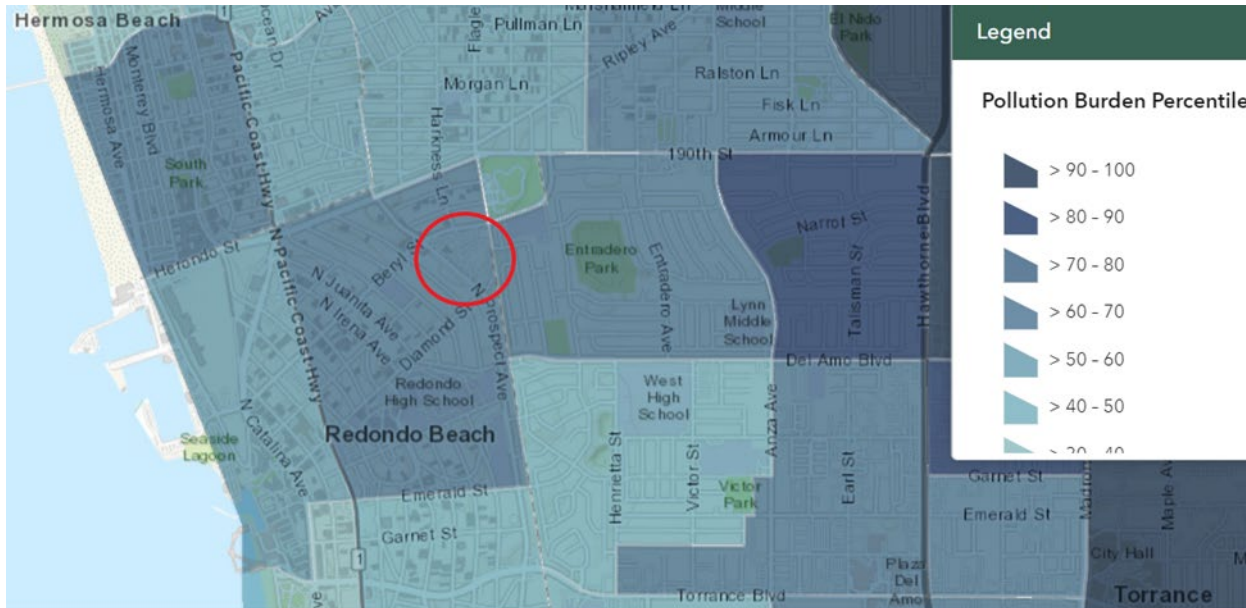 Hermosa Beach
Pullman Ln
Flagle
Middle
School
El Nido
Park
Ripley Ave
Ralston Ln
Morgan Ln
Fisk Ln
Armour Ln
190th St
Harkness Ln
Monterey Blvd
Hermosa Ave
Pacific Coast Hwy
South
Park
Herondo St
N Pacific Coast Hwy
Beryl St
N Juanita Ave
N Irena Ave
Diamond St
N Prospect Ave
Entradero
Park
Entradero Ave
Narrot St
Talisman St
Hawthorne Blvd
Lynn
Middle
School
Del Amo Blvd
Redondo
High School
Redondo Beach
West
High
School
Anza Ave
Seaside
Lagoon
N Catalina Ave
Emerald St
Garnet St
1
1
Henrietta St
Victor St
Victor
Park
Earl St
Garnet St
Emerald St
Madron
Maple Av
City Hall
M
Plaza
Del
Amo
Torrance Blvd
Torrance
Legend
Pollution Burden Percentile
> 90 - 100
> 80 - 90
> 70 - 80
> 60 - 70
> 50 - 60
> 40 - 50